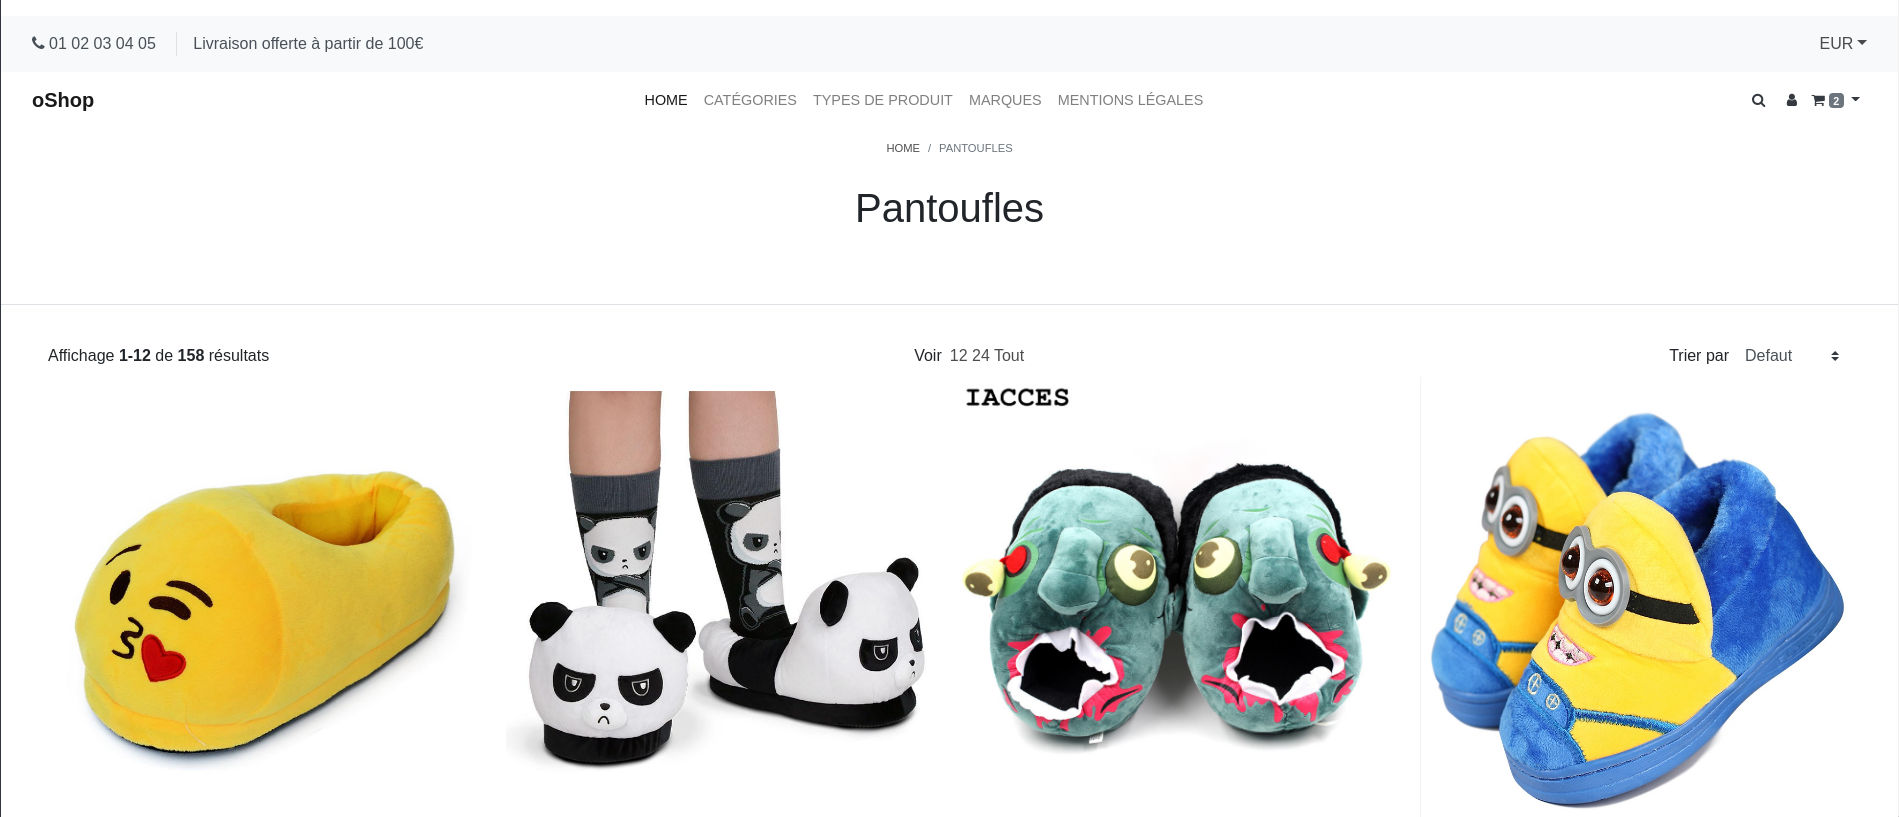 01 02 03 04 05 Livraison offerte à partir de 100€ EUR
oShop HOME CATÉGORIES TYPES DE PRODUIT MARQUES MENTIONS LÉGALES 2
HOME / PANTOUFLES
Pantoufles
Affichage 1-12 de 158 résultats Voir 12 24 Tout Trier par Defaut
IACCES